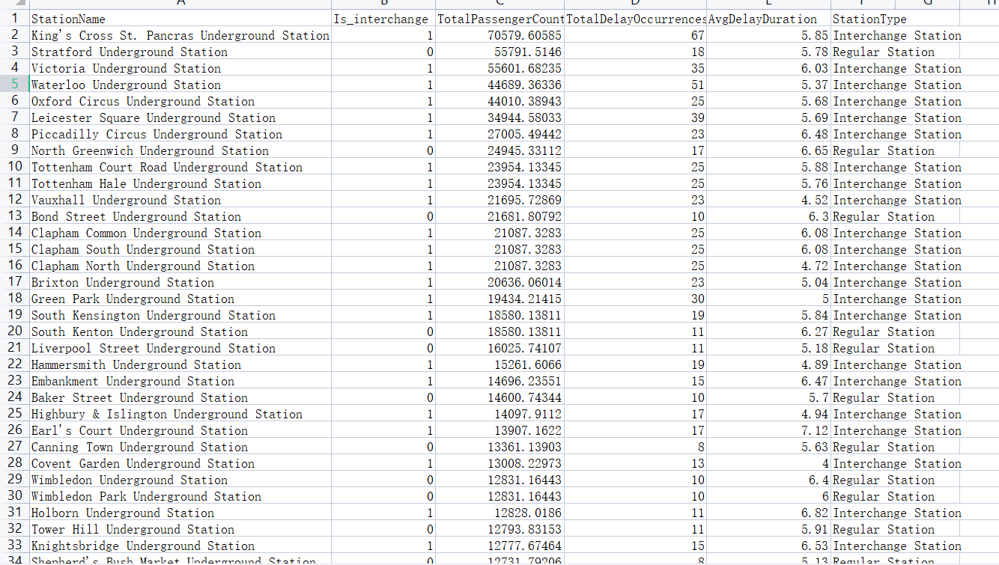 A B C D E F G H
1 StationName Is_interchange TotalPassengerCount TotalDelayOccurrences AvgDelayDuration StationType
2 King's Cross St. Pancras Underground Station 1 70579.60585 67 5.85 Interchange Station
3 Stratford Underground Station 0 55791.5146 18 5.78 Regular Station
4 Victoria Underground Station 1 55601.68235 35 6.03 Interchange Station
5 Waterloo Underground Station 1 44689.36336 51 5.37 Interchange Station
6 Oxford Circus Underground Station 1 44010.38943 25 5.68 Interchange Station
7 Leicester Square Underground Station 1 34944.58033 39 5.69 Interchange Station
8 Piccadilly Circus Underground Station 1 27005.49442 23 6.48 Interchange Station
9 North Greenwich Underground Station 0 24945.33112 17 6.65 Regular Station
10 Tottenham Court Road Underground Station 1 23954.13345 25 5.88 Interchange Station
11 Tottenham Hale Underground Station 1 23954.13345 25 5.76 Interchange Station
12 Vauxhall Underground Station 1 21695.72869 23 4.52 Interchange Station
13 Bond Street Underground Station 0 21681.80792 10 6.3 Regular Station
14 Clapham Common Underground Station 1 21087.3283 25 6.08 Interchange Station
15 Clapham South Underground Station 1 21087.3283 25 6.08 Interchange Station
16 Clapham North Underground Station 1 21087.3283 25 4.72 Interchange Station
17 Brixton Underground Station 1 20636.06014 23 5.04 Interchange Station
18 Green Park Underground Station 1 19434.21415 30 5 Interchange Station
19 South Kensington Underground Station 1 18580.13811 19 5.84 Interchange Station
20 South Kenton Underground Station 0 18580.13811 11 6.27 Regular Station
21 Liverpool Street Underground Station 0 16025.74107 11 5.18 Regular Station
22 Hammersmith Underground Station 1 15261.6066 19 4.89 Interchange Station
23 Embankment Underground Station 1 14696.23551 15 6.47 Interchange Station
24 Baker Street Underground Station 0 14600.74344 10 5.7 Regular Station
25 Highbury & Islington Underground Station 1 14097.9112 17 4.94 Interchange Station
26 Earl's Court Underground Station 1 13907.1622 17 7.12 Interchange Station
27 Canning Town Underground Station 0 13361.13903 8 5.63 Regular Station
28 Covent Garden Underground Station 1 13008.22973 13 4 Interchange Station
29 Wimbledon Underground Station 0 12831.16443 10 6.4 Regular Station
30 Wimbledon Park Underground Station 0 12831.16443 10 6 Regular Station
31 Holborn Underground Station 1 12828.0186 11 6.82 Interchange Station
32 Tower Hill Underground Station 0 12793.83153 11 5.91 Regular Station
33 Knightsbridge Underground Station 1 12777.67464 15 6.53 Interchange Station
34 Shepherd's Bush Market Underground Station 0 12731.79206 8 5.13 Regular Station